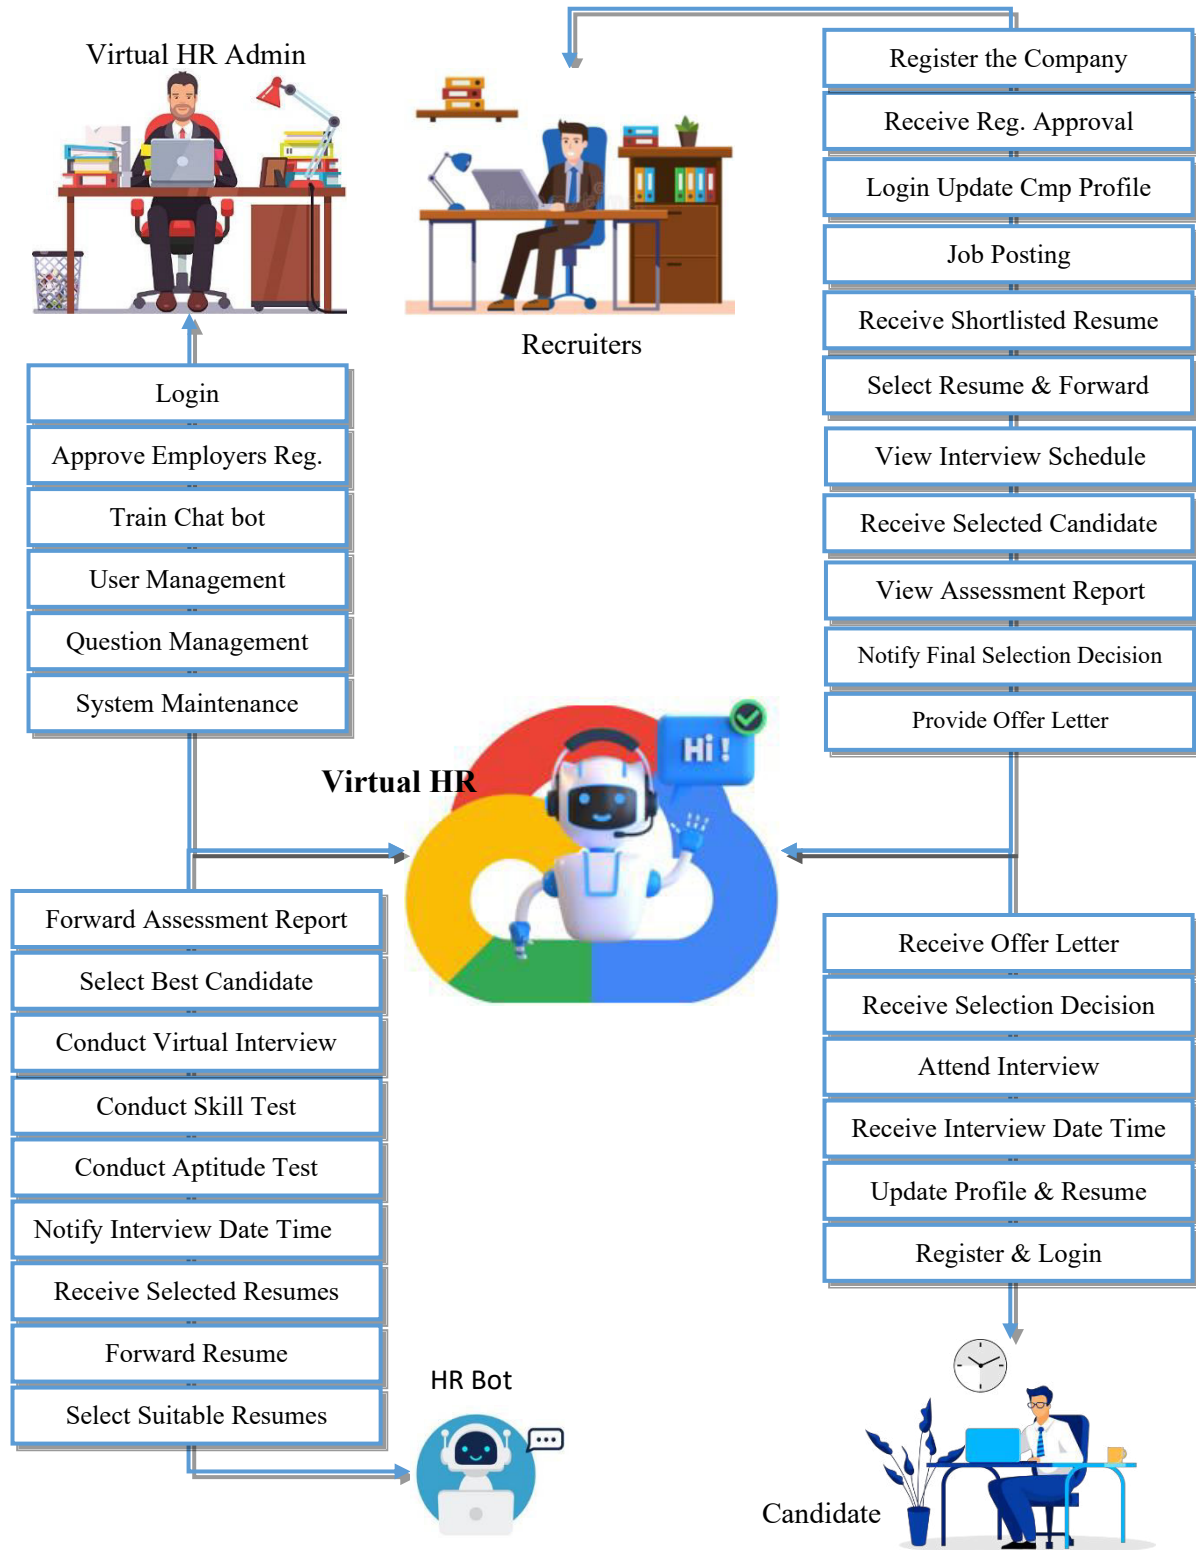 Virtual HR Admin
Recruiters
Register the Company
Receive Reg. Approval
Login Update Cmp Profile
Job Posting
Receive Shortlisted Resume
Select Resume & Forward
View Interview Schedule
Receive Selected Candidate
View Assessment Report
Notify Final Selection Decision
Provide Offer Letter
Login
Approve Employers Reg.
Train Chat bot
User Management
Question Management
System Maintenance
Virtual HR
Hi !
Forward Assessment Report
Select Best Candidate
Conduct Virtual Interview
Conduct Skill Test
Conduct Aptitude Test
Notify Interview Date Time
Receive Selected Resumes
Forward Resume
Select Suitable Resumes
HR Bot
Receive Offer Letter
Receive Selection Decision
Attend Interview
Receive Interview Date Time
Update Profile & Resume
Register & Login
Candidate